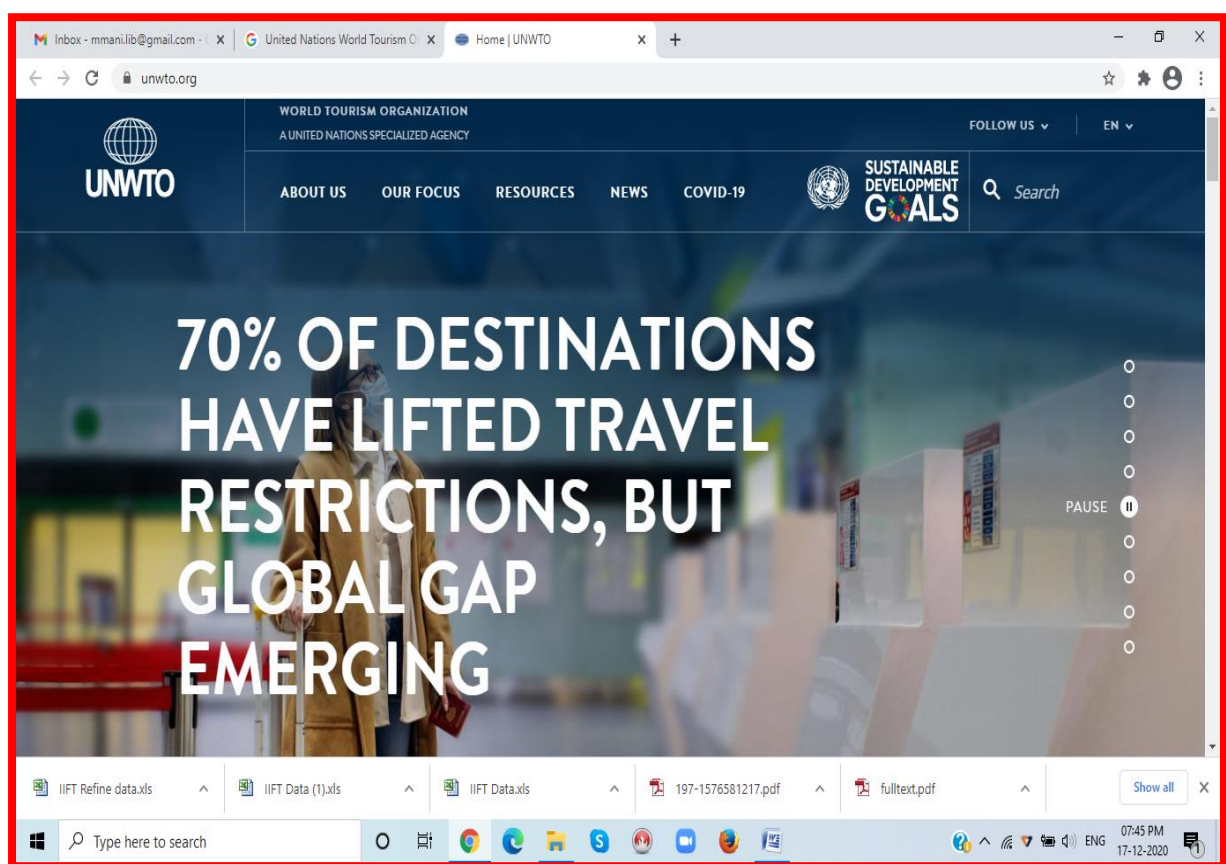 Inbox - mmani.lib@gmail.com -
United Nations World Tourism O
Home | UNWTO
unwto.org
WORLD TOURISM ORGANIZATION
A UNITED NATIONS SPECIALIZED AGENCY
FOLLOW US
EN
UNWTO
ABOUT US OUR FOCUS RESOURCES NEWS COVID-19
SUSTAINABLE
DEVELOPMENT
GOALS
Search
70% OF DESTINATIONS
HAVE LIFTED TRAVEL
RESTRICTIONS, BUT
GLOBAL GAP
EMERGING
PAUSE
IIFT Refine data.xls
IIFT Data (1).xls
IIFT Data.xls
197-1576581217.pdf
fulltext.pdf
Show all
Type here to search
ENG
07:45 PM
17-12-2020